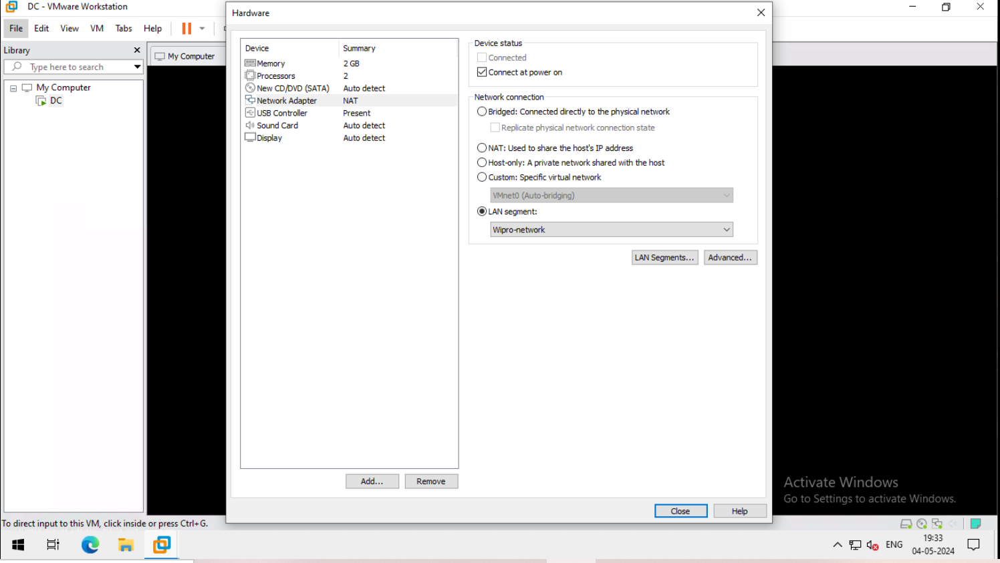 DC - VMware Workstation
File Edit View VM Tabs Help
Library
Type here to search
My Computer
DC
My Computer
Hardware
Device Summary
Memory 2 GB
Processors 2
New CD/DVD (SATA) Auto detect
Network Adapter NAT
USB Controller Present
Sound Card Auto detect
Display Auto detect
Add...
Remove
Device status
Connected
Connect at power on
Network connection
Bridged: Connected directly to the physical network
Replicate physical network connection state
NAT: Used to share the host's IP address
Host-only: A private network shared with the host
Custom: Specific virtual network
VMnet0 (Auto-bridging)
LAN segment:
Wipro-network
LAN Segments...
Advanced...
Close
Help
Activate Windows
Go to Settings to activate Windows.
To direct input to this VM, click inside or press Ctrl+G.
ENG
19:33
04-05-2024